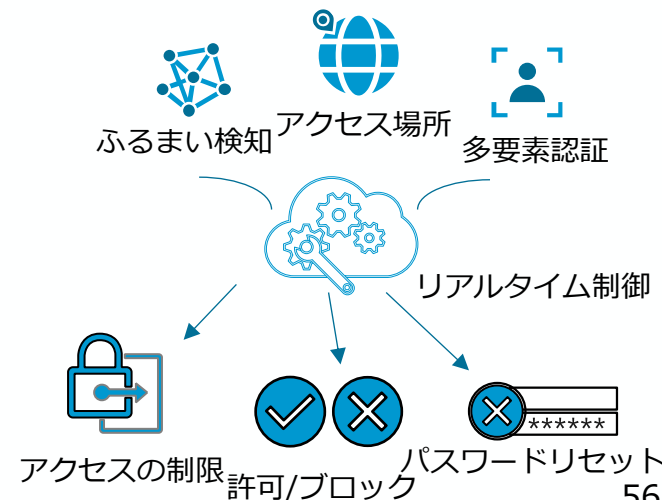 アクセス場所
ふるまい検知
多要素認証
リアルタイム制御
******
アクセスの制限
許可/ブロック
パスワードリセット
56